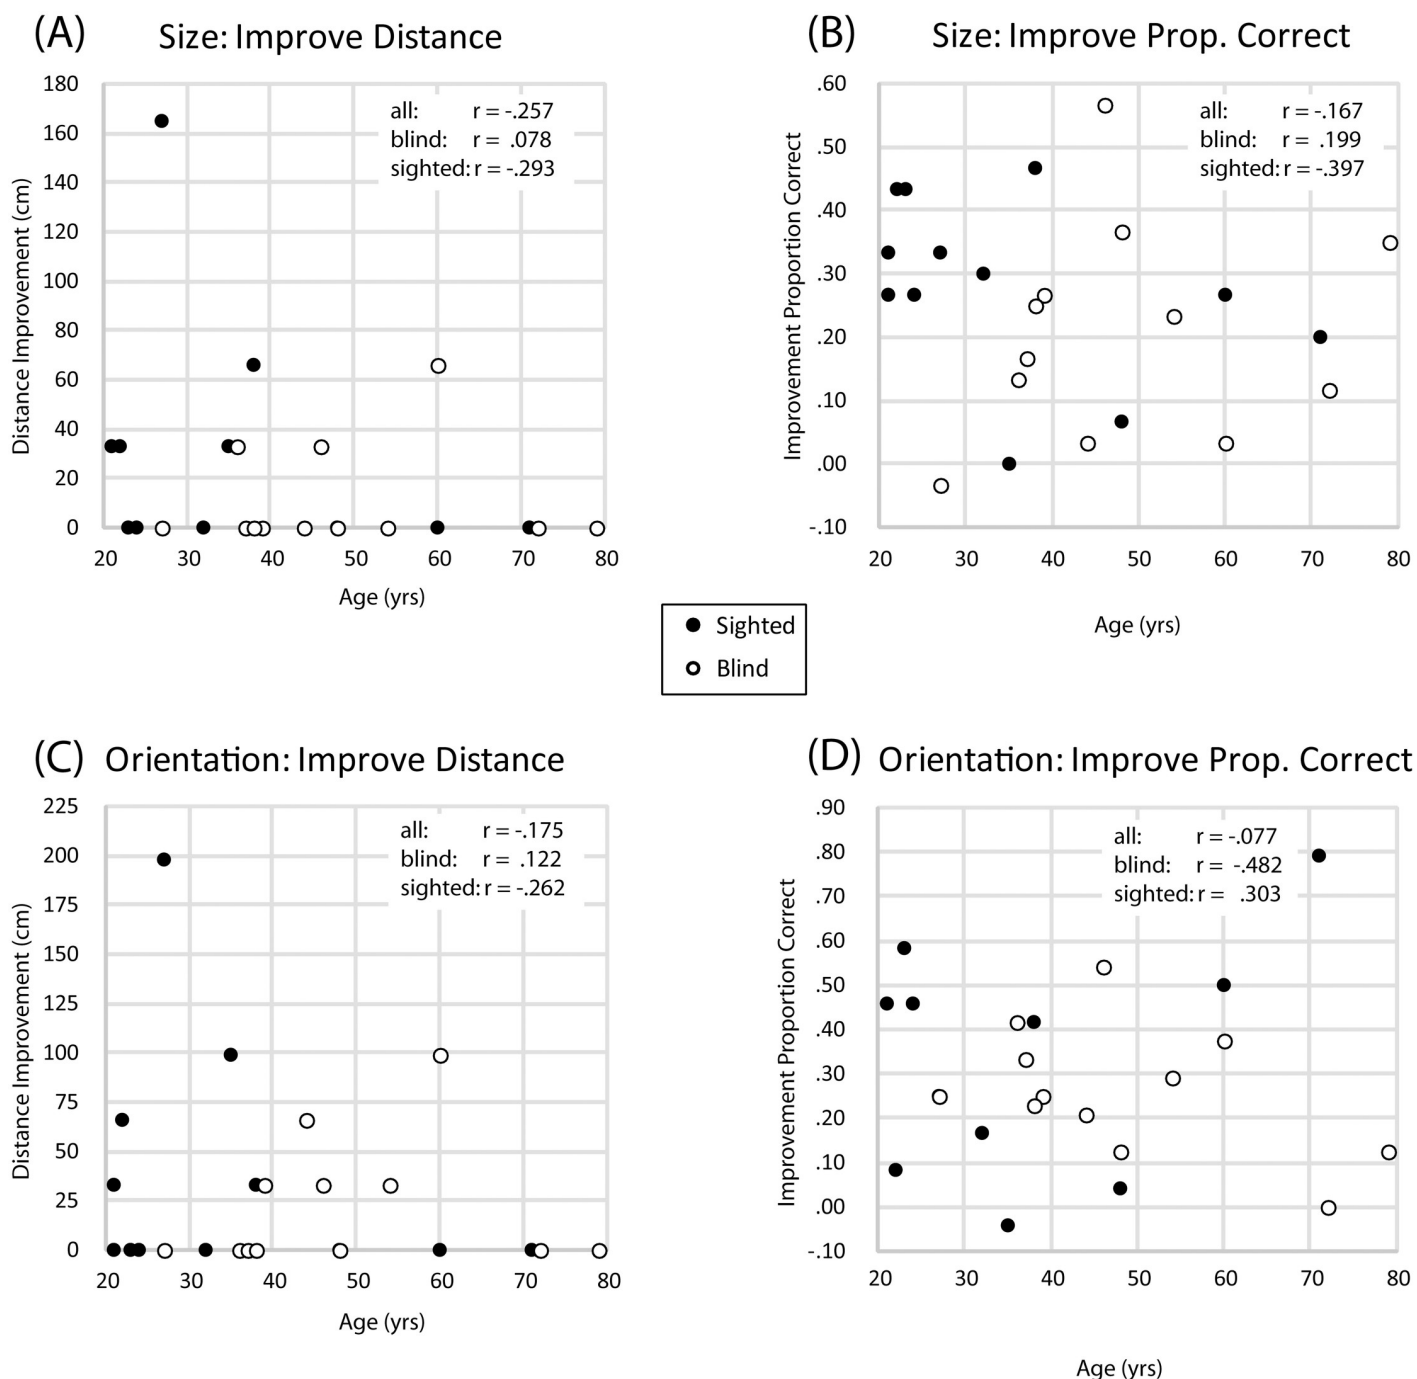 (A) Size: Improve Distance
180
160
140
120
100
80
60
40
20
0
Distance Improvement (cm)
all: r = -.257
blind: r = .078
sighted: r = -.293
20 30 40 50 60 70 80
Age (yrs)
(B) Size: Improve Prop. Correct
.60
.50
.40
.30
.20
.10
.00
-.10
Improvement Proportion Correct
all: r = -.167
blind: r = .199
sighted: r = -.397
20 30 40 50 60 70 80
Age (yrs)
Sighted
Blind
(C) Orientation: Improve Distance
225
200
175
150
125
100
75
50
25
0
Distance Improvement (cm)
all: r = -.175
blind: r = .122
sighted: r = -.262
20 30 40 50 60 70 80
Age (yrs)
(D) Orientation: Improve Prop. Correct
.90
.80
.70
.60
.50
.40
.30
.20
.10
.00
-.10
Improvement Proportion Correct
all: r = -.077
blind: r = -.482
sighted: r = .303
20 30 40 50 60 70 80
Age (yrs)